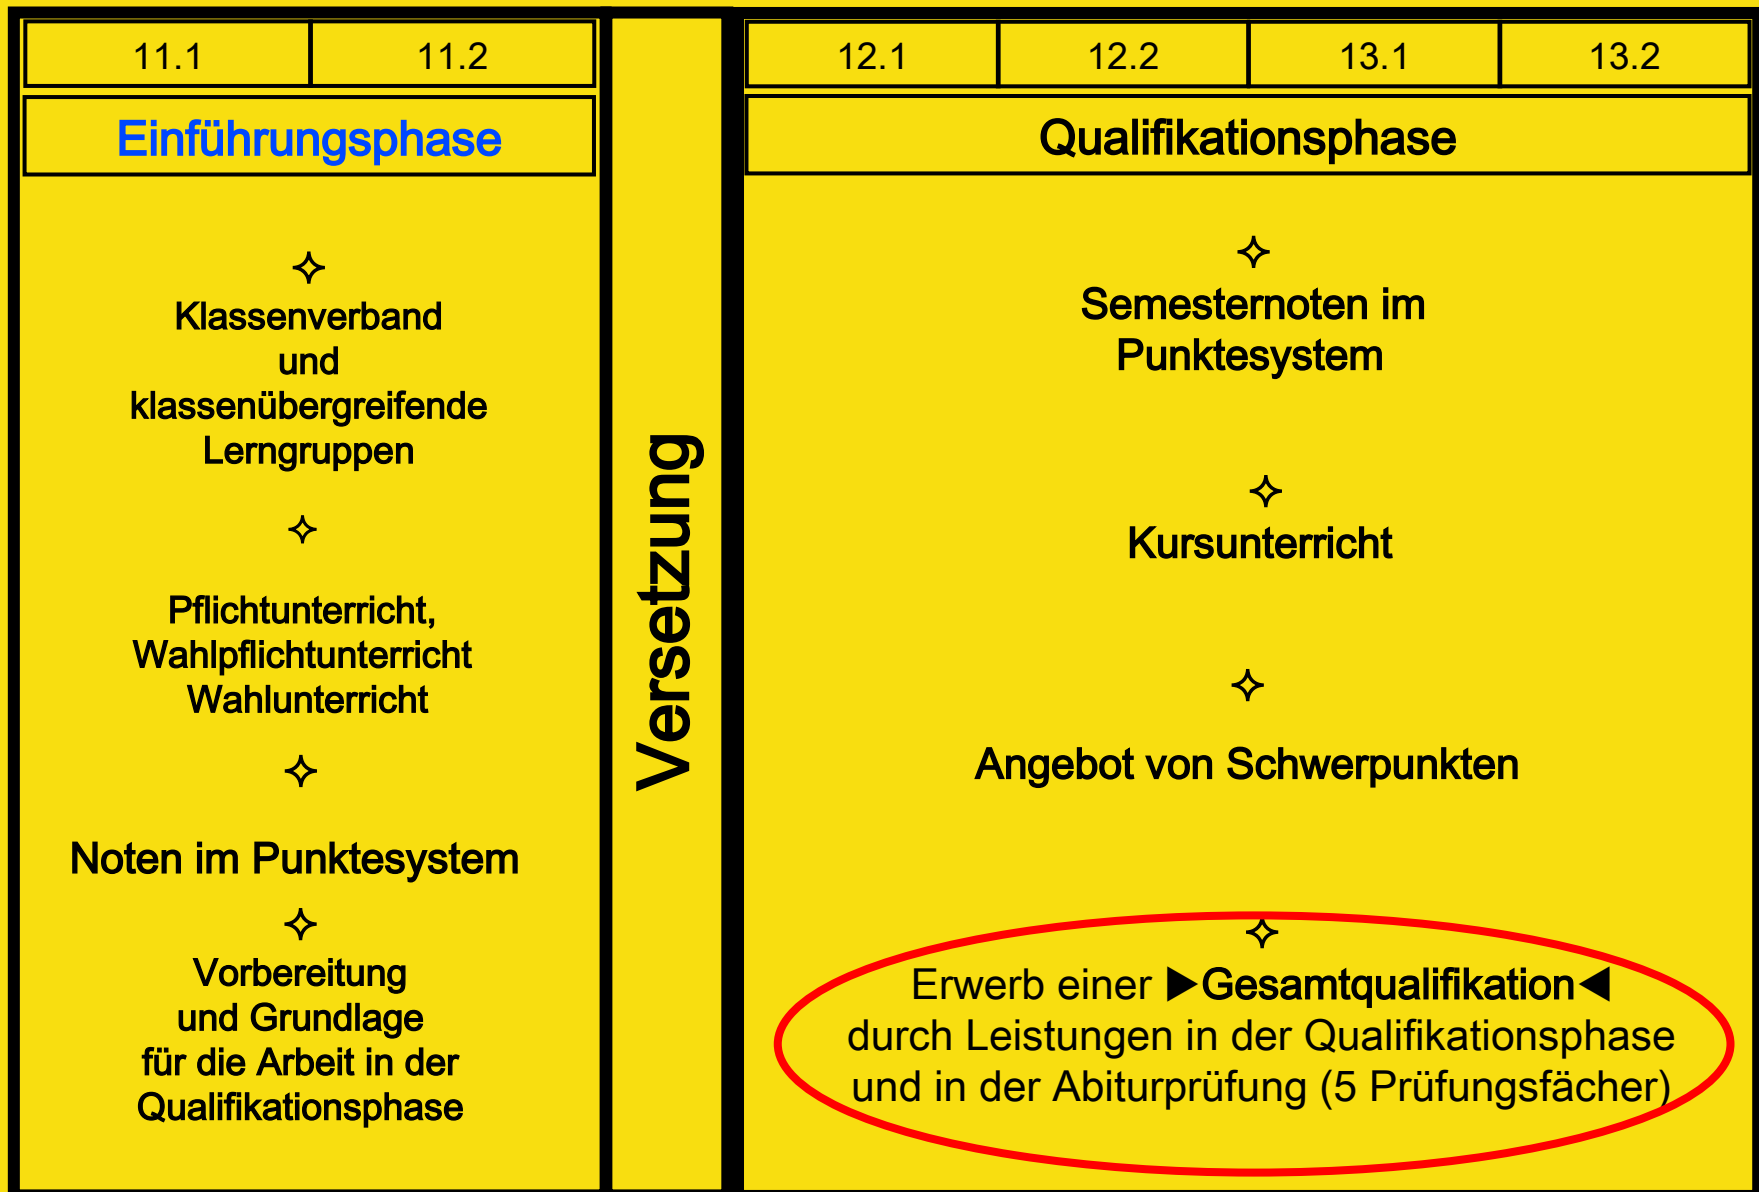 11.1
11.2
Einführungsphase
Klassenverband
und
klassenübergreifende
Lerngruppen
Pflichtunterricht,
Wahlpflichtunterricht
Wahlunterricht
Noten im Punktesystem
Vorbereitung
und Grundlage
für die Arbeit in der
Qualifikationsphase
Versetzung
12.1
12.2
13.1
13.2
Qualifikationsphase
Semesternoten im
Punktesystem
Kursunterricht
Angebot von Schwerpunkten
Erwerb einer ▶Gesamtqualifikation◀
durch Leistungen in der Qualifikationsphase
und in der Abiturprüfung (5 Prüfungsfächer)